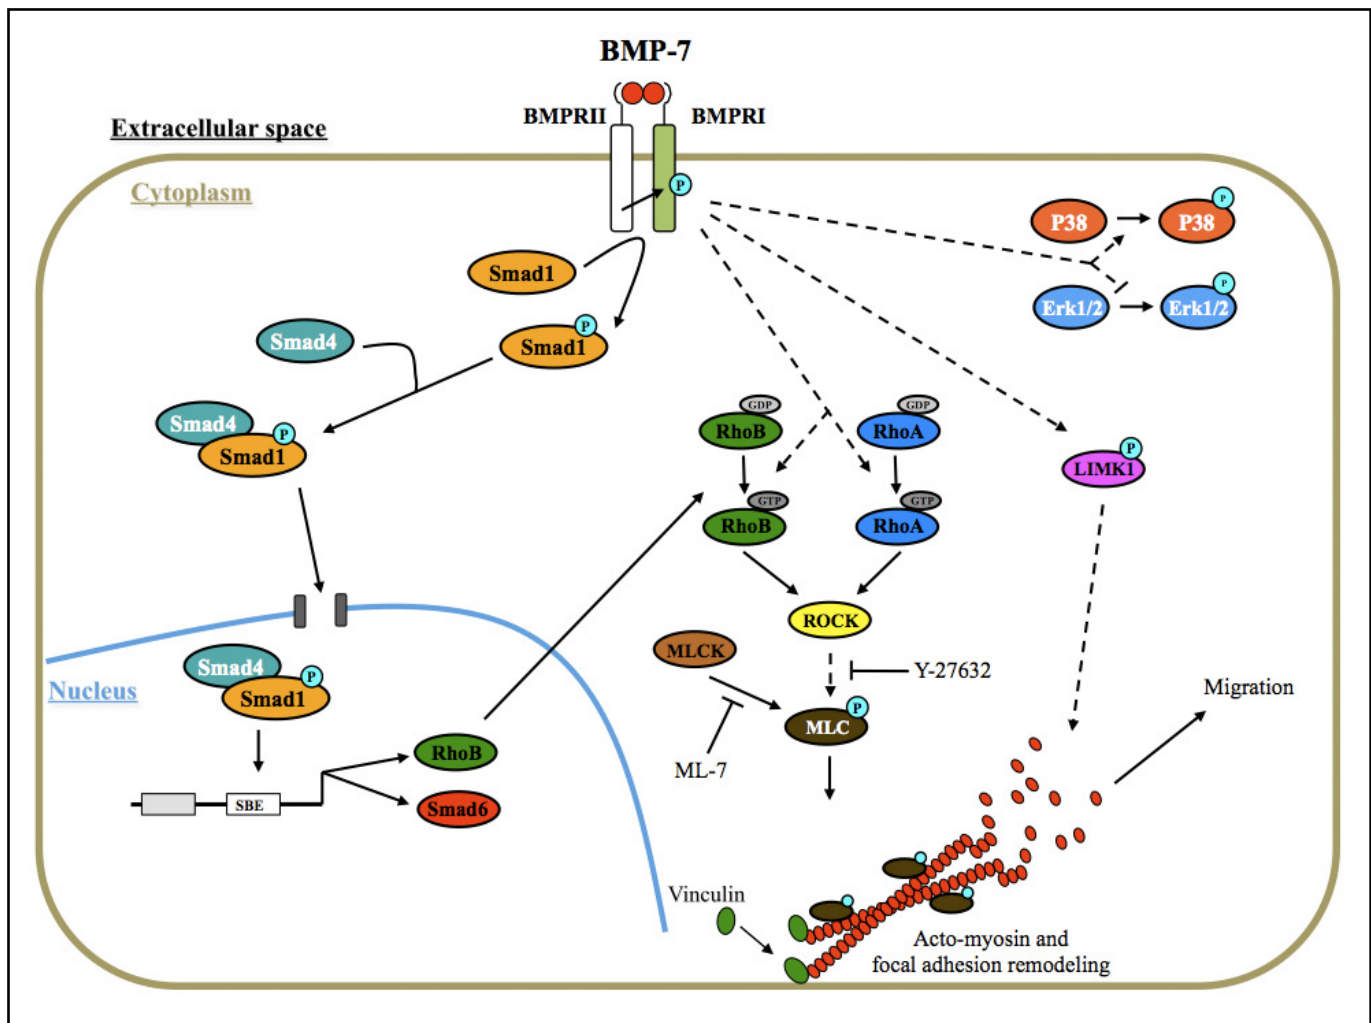 BMP-7
BMPRII
BMPRI
Extracellular space
Cytoplasm
P
P
P38
P
P38
Smad1
P
Erk1/2
P
Erk1/2
Smad4
P
Smad1
Smad4
P
Smad1
GDP
RhoB
GDP
RhoA
P
LIMK1
GTP
RhoB
GTP
RhoA
ROCK
MLCK
Y-27632
Smad4
P
Smad1
Nucleus
P
MLC
Migration
RhoB
ML-7
SBE
Smad6
Vinculin
Acto-myosin and
focal adhesion remodeling